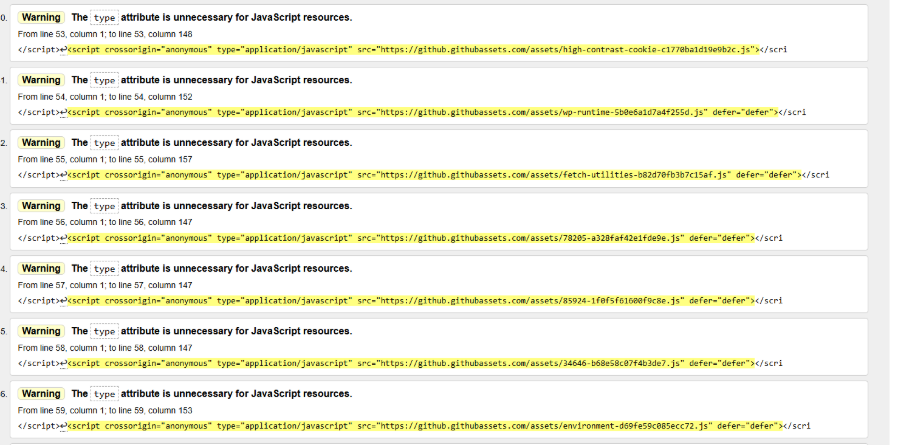 0. Warning The type attribute is unnecessary for JavaScript resources.
From line 53, column 1; to line 53, column 148
</script>↩<script crossorigin="anonymous" type="application/javascript" src="https://github.githubassets.com/assets/high-contrast-cookie-c1770ba1d19e9b2c.js"></scri
1. Warning The type attribute is unnecessary for JavaScript resources.
From line 54, column 1; to line 54, column 152
</script>↩<script crossorigin="anonymous" type="application/javascript" src="https://github.githubassets.com/assets/wp-runtime-5b0e6a1d7a4f255d.js" defer="defer"></scri
2. Warning The type attribute is unnecessary for JavaScript resources.
From line 55, column 1; to line 55, column 157
</script>↩<script crossorigin="anonymous" type="application/javascript" src="https://github.githubassets.com/assets/fetch-utilities-b82d70fb3b7c15af.js" defer="defer"></scri
3. Warning The type attribute is unnecessary for JavaScript resources.
From line 56, column 1; to line 56, column 147
</script>↩<script crossorigin="anonymous" type="application/javascript" src="https://github.githubassets.com/assets/78205-a328faf42e1fde9e.js" defer="defer"></scri
4. Warning The type attribute is unnecessary for JavaScript resources.
From line 57, column 1; to line 57, column 147
</script>↩<script crossorigin="anonymous" type="application/javascript" src="https://github.githubassets.com/assets/85924-1f0f5f61600f9c8e.js" defer="defer"></scri
5. Warning The type attribute is unnecessary for JavaScript resources.
From line 58, column 1; to line 58, column 147
</script>↩<script crossorigin="anonymous" type="application/javascript" src="https://github.githubassets.com/assets/34646-b68e58c07f4b3de7.js" defer="defer"></scri
6. Warning The type attribute is unnecessary for JavaScript resources.
From line 59, column 1; to line 59, column 153
</script>↩<script crossorigin="anonymous" type="application/javascript" src="https://github.githubassets.com/assets/environment-d69fe59c085ecc72.js" defer="defer"></scri